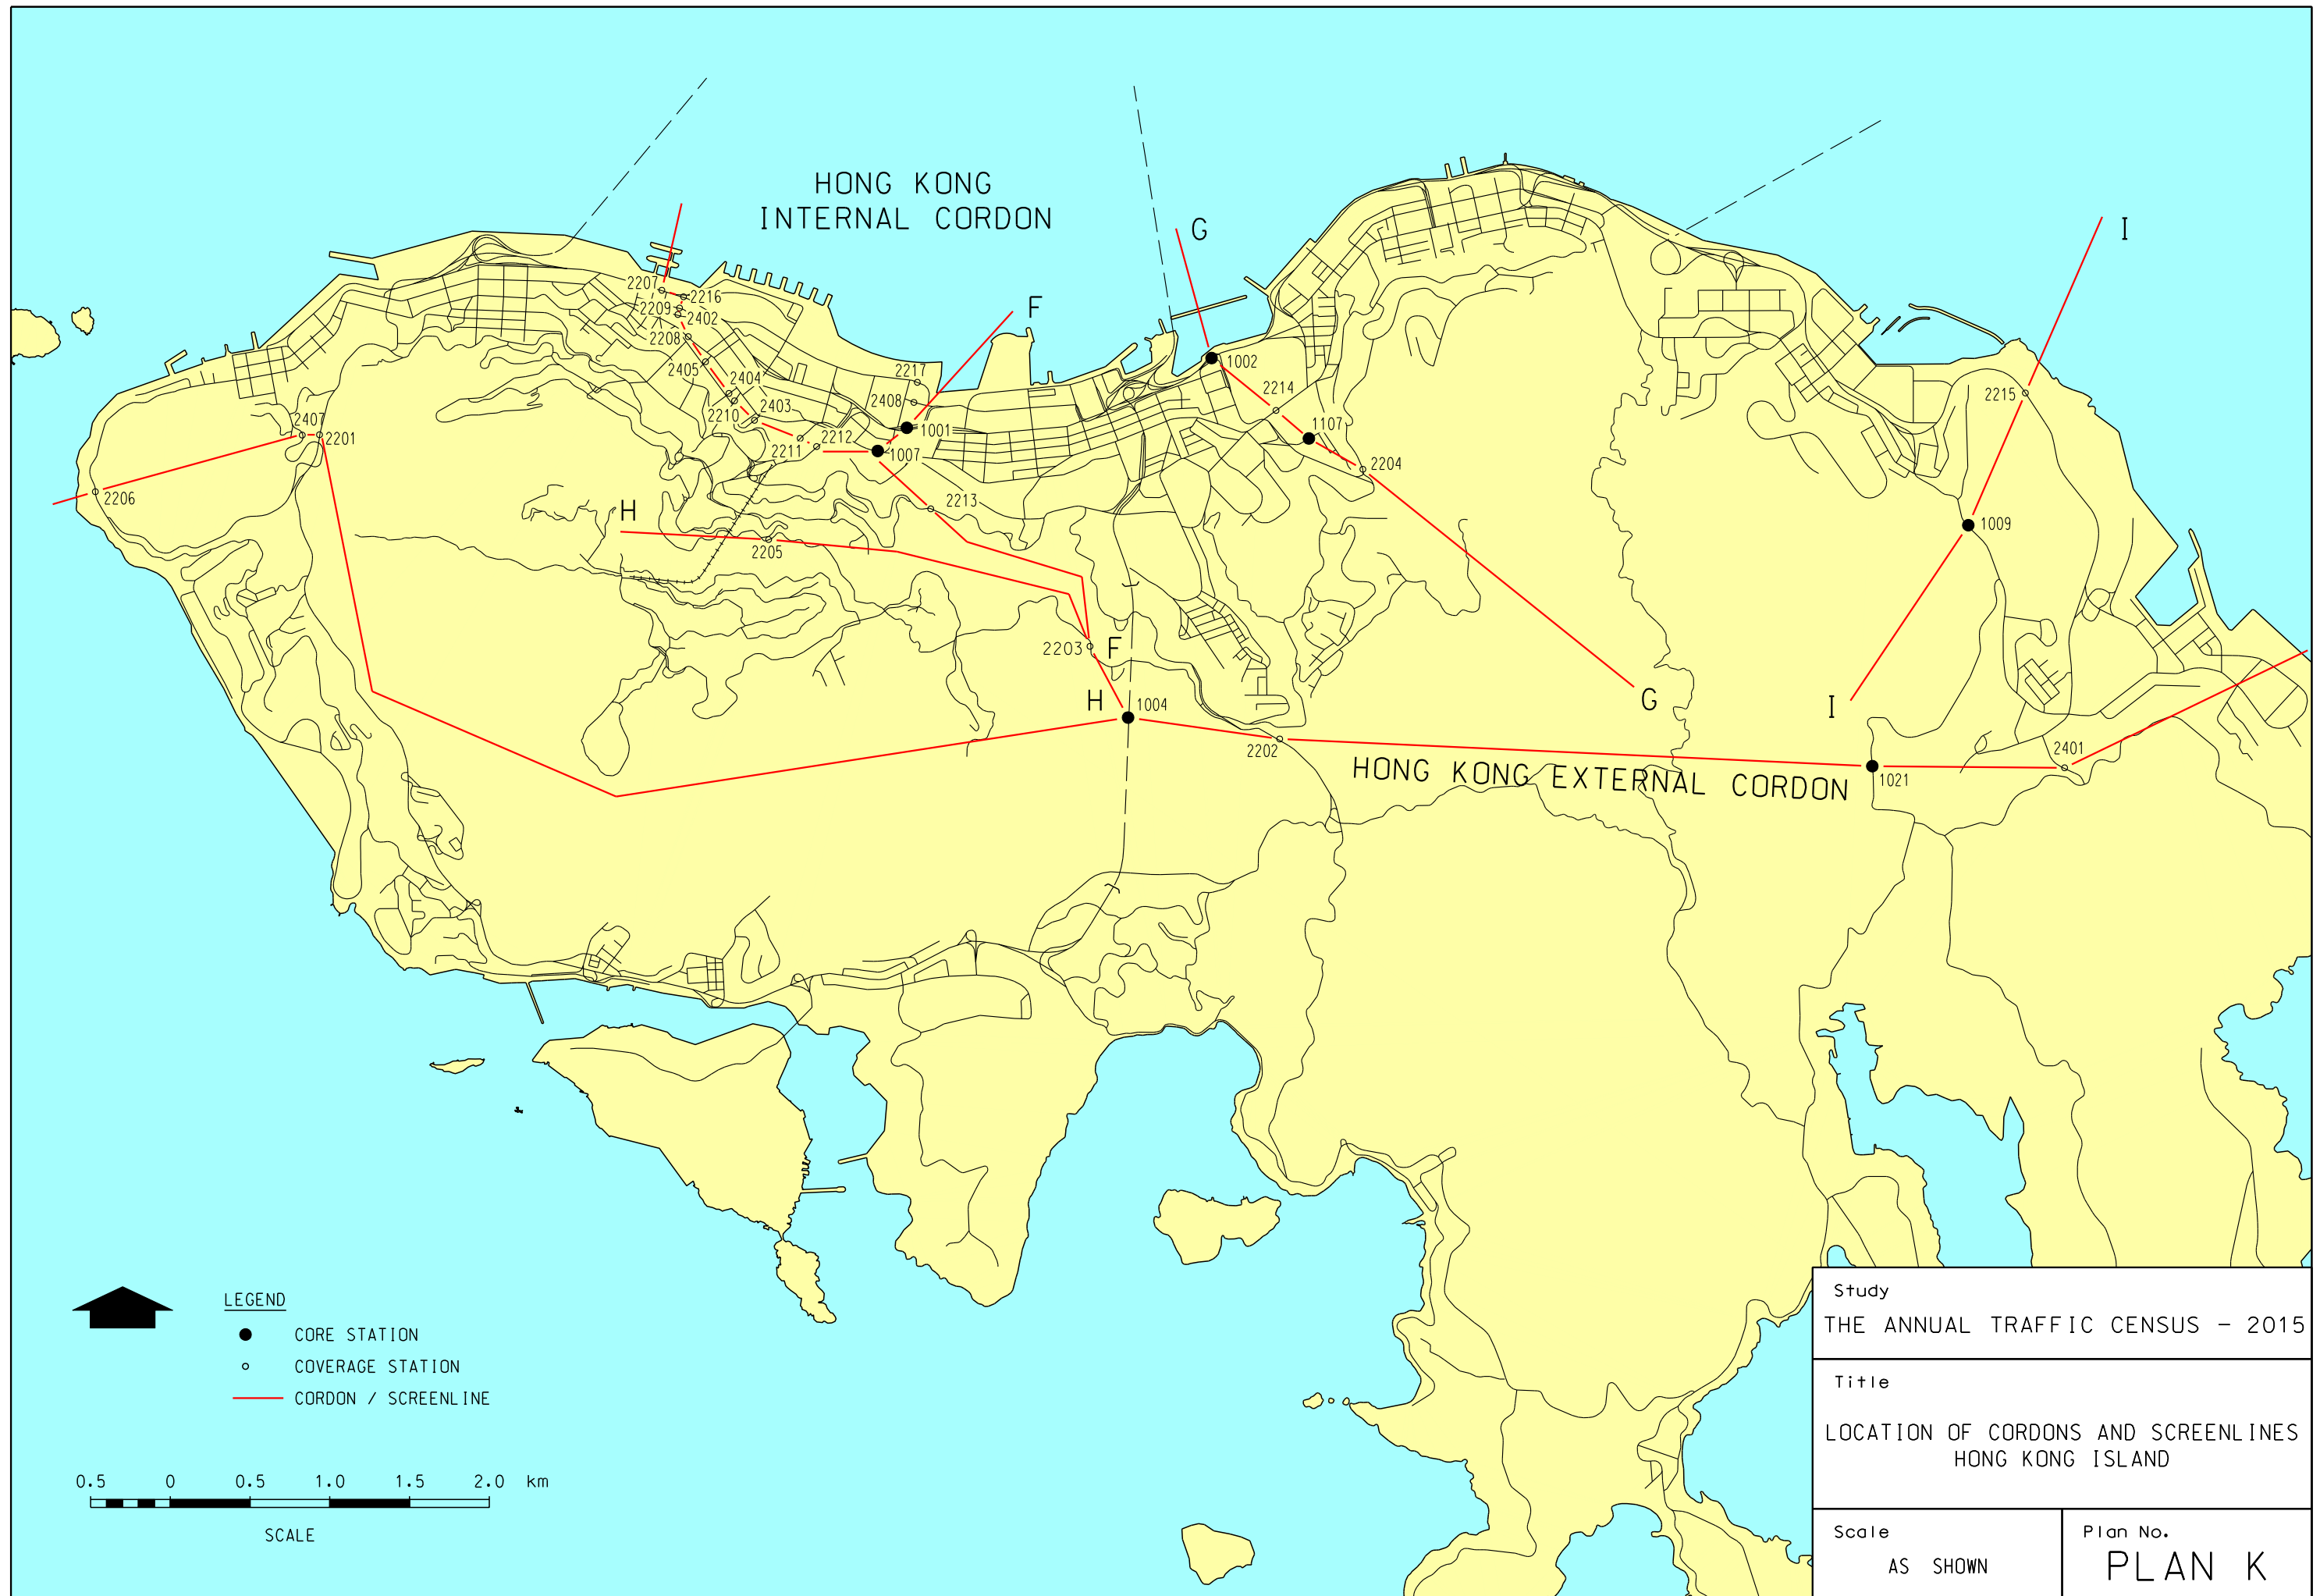 HONG KONG
INTERNAL CORDON
G
I
F
2207
2216
2209
2402
2208
2405
2404
2210
2403
2217
2408
1001
2211
2212
1007
1002
2214
1107
2204
2215
2407
2201
2206
2213
1009
H
2205
2203
F
H
1004
G
I
2202
2401
HONG KONG EXTERNAL CORDON
1021
LEGEND
CORE STATION
COVERAGE STATION
CORDON / SCREENLINE
0.5 0 0.5 1.0 1.5 2.0 km
SCALE
Study
THE ANNUAL TRAFFIC CENSUS - 2015
Title
LOCATION OF CORDONS AND SCREENLINES
HONG KONG ISLAND
Scale
AS SHOWN
Plan No.
PLAN K